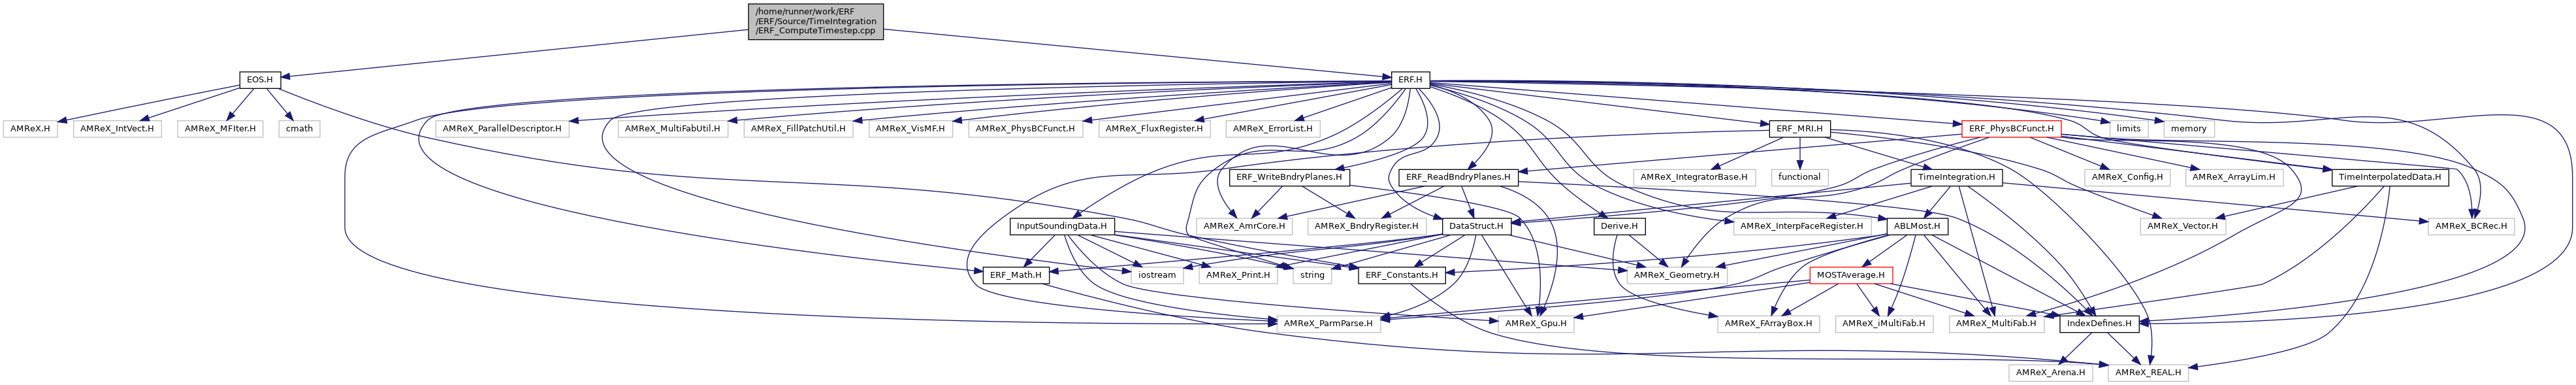 /home/runner/work/ERF
/ERF/Source/TimeIntegration
/ERF_ComputeTimestep.cpp
EOS.H
ERF.H
AMReX.H
AMReX_IntVect.H
AMReX_MFIter.H
cmath
AMReX_ParallelDescriptor.H
AMReX_MultiFabUtil.H
AMReX_FillPatchUtil.H
AMReX_VisMF.H
AMReX_PhysBCFunct.H
AMReX_FluxRegister.H
AMReX_ErrorList.H
ERF_MRI.H
ERF_PhysBCFunct.H
limits
memory
ERF_WriteBndryPlanes.H
ERF_ReadBndryPlanes.H
AMReX_IntegratorBase.H
functional
TimeIntegration.H
AMReX_Config.H
AMReX_ArrayLim.H
TimeInterpolatedData.H
InputSoundingData.H
AMReX_AmrCore.H
AMReX_BndryRegister.H
DataStruct.H
Derive.H
AMReX_InterpFaceRegister.H
ABLMost.H
AMReX_Vector.H
AMReX_BCRec.H
ERF_Math.H
iostream
AMReX_Print.H
string
ERF_Constants.H
AMReX_Geometry.H
MOSTAverage.H
AMReX_ParmParse.H
AMReX_Gpu.H
AMReX_FArrayBox.H
AMReX_iMultiFab.H
AMReX_MultiFab.H
IndexDefines.H
AMReX_Arena.H
AMReX_REAL.H